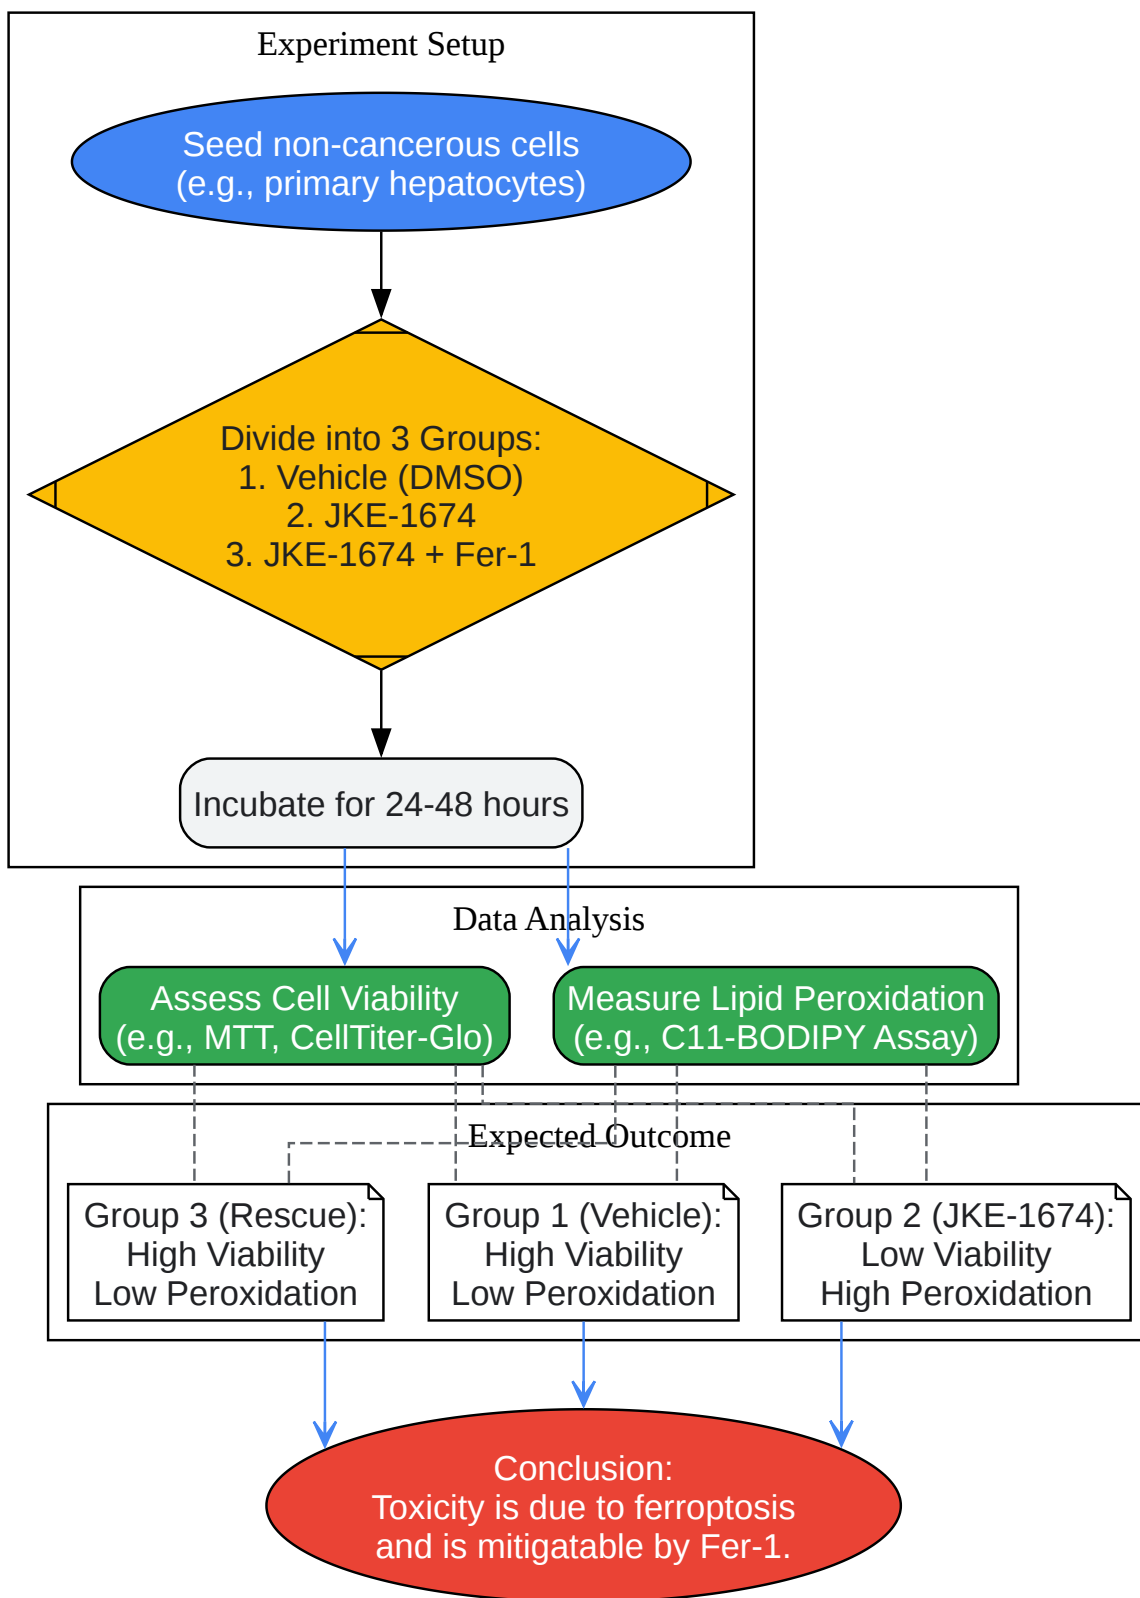 Experiment Setup
Seed non-cancerous cells
(e.g., primary hepatocytes)
Divide into 3 Groups:
1. Vehicle (DMSO)
2. JKE-1674
3. JKE-1674 + Fer-1
Incubate for 24-48 hours
Data Analysis
Assess Cell Viability
(e.g., MTT, CellTiter-Glo)
Measure Lipid Peroxidation
(e.g., C11-BODIPY Assay)
Expected Outcome
Group 3 (Rescue):
High Viability
Low Peroxidation
Group 1 (Vehicle):
High Viability
Low Peroxidation
Group 2 (JKE-1674):
Low Viability
High Peroxidation
Conclusion:
Toxicity is due to ferroptosis
and is mitigatable by Fer-1.